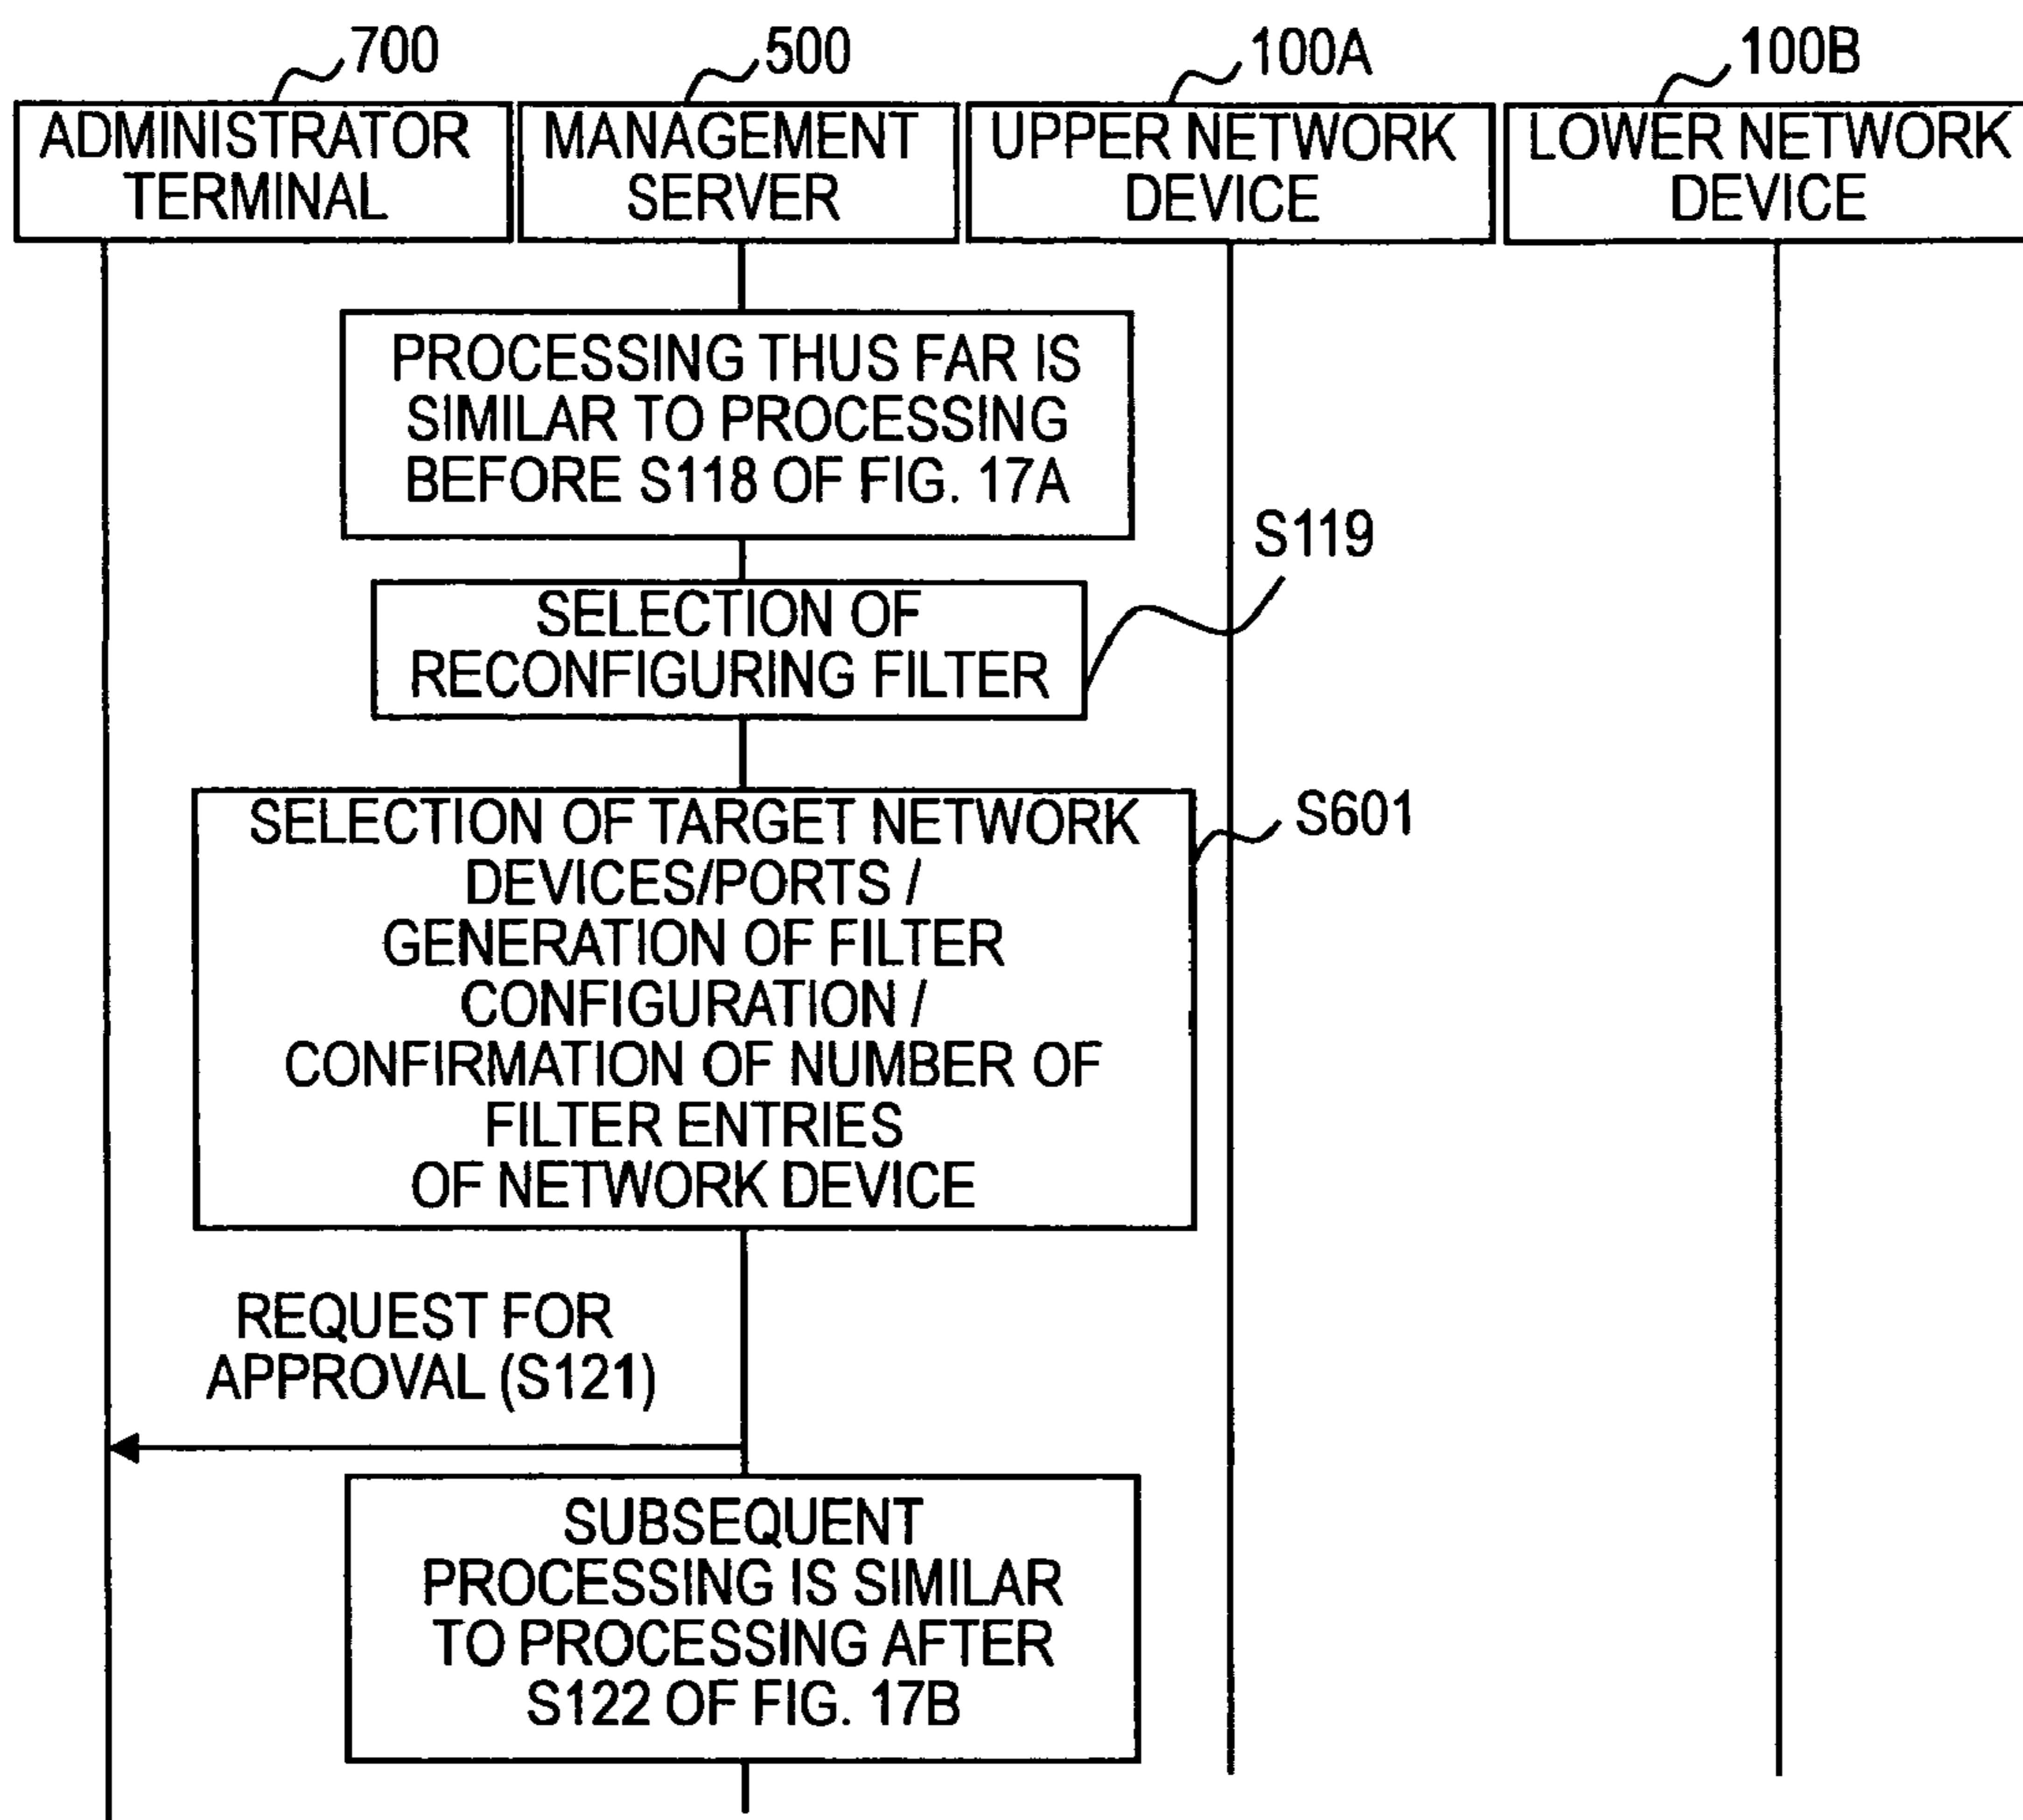 700
500
100A
100B
ADMINISTRATOR
TERMINAL
MANAGEMENT
SERVER
UPPER NETWORK
DEVICE
LOWER NETWORK
DEVICE
PROCESSING THUS FAR IS
SIMILAR TO PROCESSING
BEFORE S118 OF FIG. 17A
S119
SELECTION OF
RECONFIGURING FILTER
S601
SELECTION OF TARGET NETWORK
DEVICES/PORTS /
GENERATION OF FILTER
CONFIGURATION /
CONFIRMATION OF NUMBER OF
FILTER ENTRIES
OF NETWORK DEVICE
REQUEST FOR
APPROVAL (S121)
SUBSEQUENT
PROCESSING IS SIMILAR
TO PROCESSING AFTER
S122 OF FIG. 17B